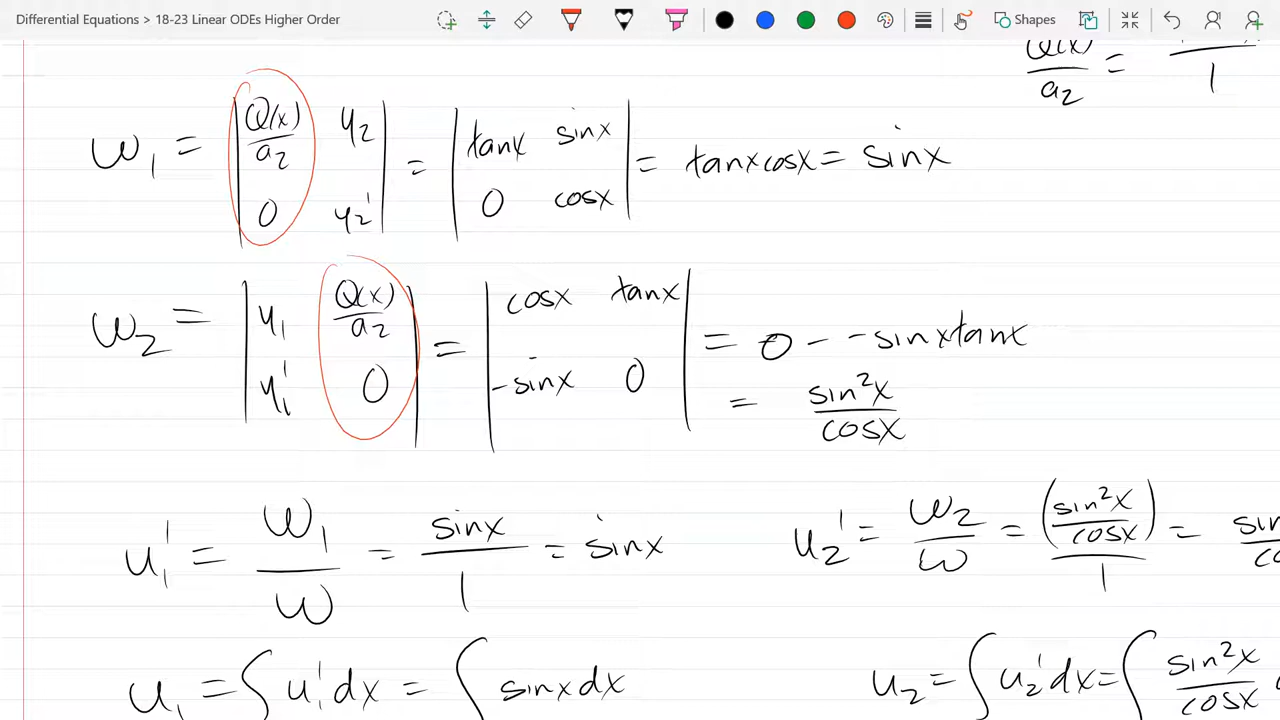 Differential Equations > 18-23 Linear ODEs Higher Order
Shapes
Q(x)/a₂ = /1
W₁ = | Q(x)/a₂ y₂ | = | tanx sinx | = tanxcosx = sinx
| 0 y₂' | | 0 cosx |
W₂ = | y₁ Q(x)/a₂ | = | cosx tanx | = 0 - -sinxtanx
| y₁' 0 | | -sinx 0 |
= sin²x/cosx
u₁' = W₁/W = sinx/1 = sinx
u₂' = W₂/W = (sin²x/cosx)/1 =
u₁ = ∫ u₁' dx = ∫ sinxdx
u₂ = ∫ u₂' dx = ∫ sin²x/cosx